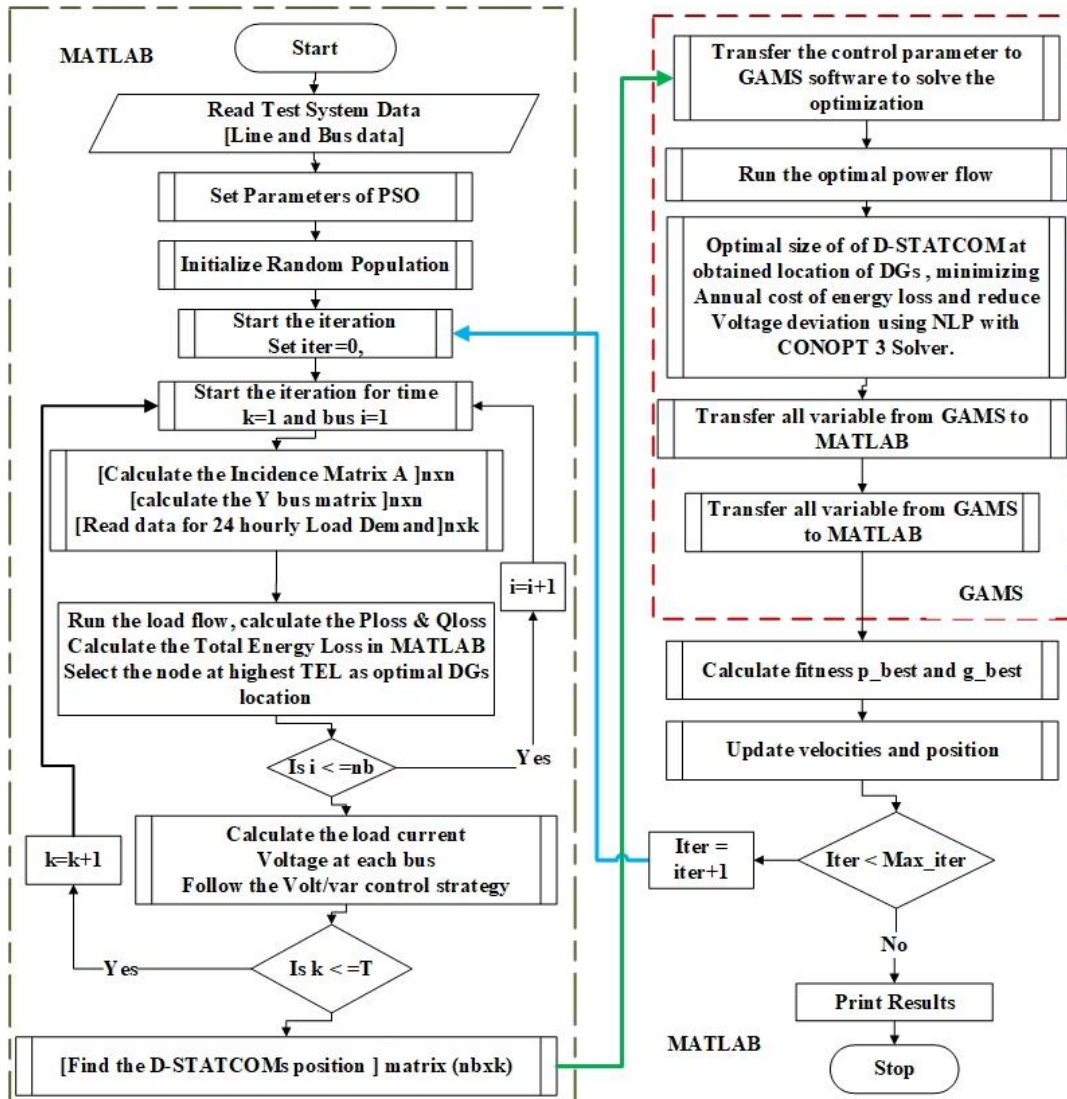 MATLAB
Start
Read Test System Data
[Line and Bus data]
Set Parameters of PSO
Initialize Random Population
Start the iteration
Set iter=0,
Start the iteration for time
k=1 and bus i=1
[Calculate the Incidence Matrix A ]nxn
[calculate the Y bus matrix ]nxn
[Read data for 24 hourly Load Demand]nxk
i=i+1
Run the load flow, calculate the Ploss & Qloss
Calculate the Total Energy Loss in MATLAB
Select the node at highest TEL as optimal DGs
location
Is i < =nb
Yes
Calculate the load current
Voltage at each bus
Follow the Volt/var control strategy
k=k+1
Is k < =T
Yes
[Find the D-STATCOMs position ] matrix (nbxk)
Transfer the control parameter to
GAMS software to solve the
optimization
Run the optimal power flow
Optimal size of of D-STATCOM at
obtained location of DGs , minimizing
Annual cost of energy loss and reduce
Voltage deviation using NLP with
CONOPT 3 Solver.
Transfer all variable from GAMS to
MATLAB
Transfer all variable from GAMS
to MATLAB
GAMS
Calculate fitness p_best and g_best
Update velocities and position
Iter < Max_iter
Iter =
iter+1
No
Print Results
MATLAB
Stop